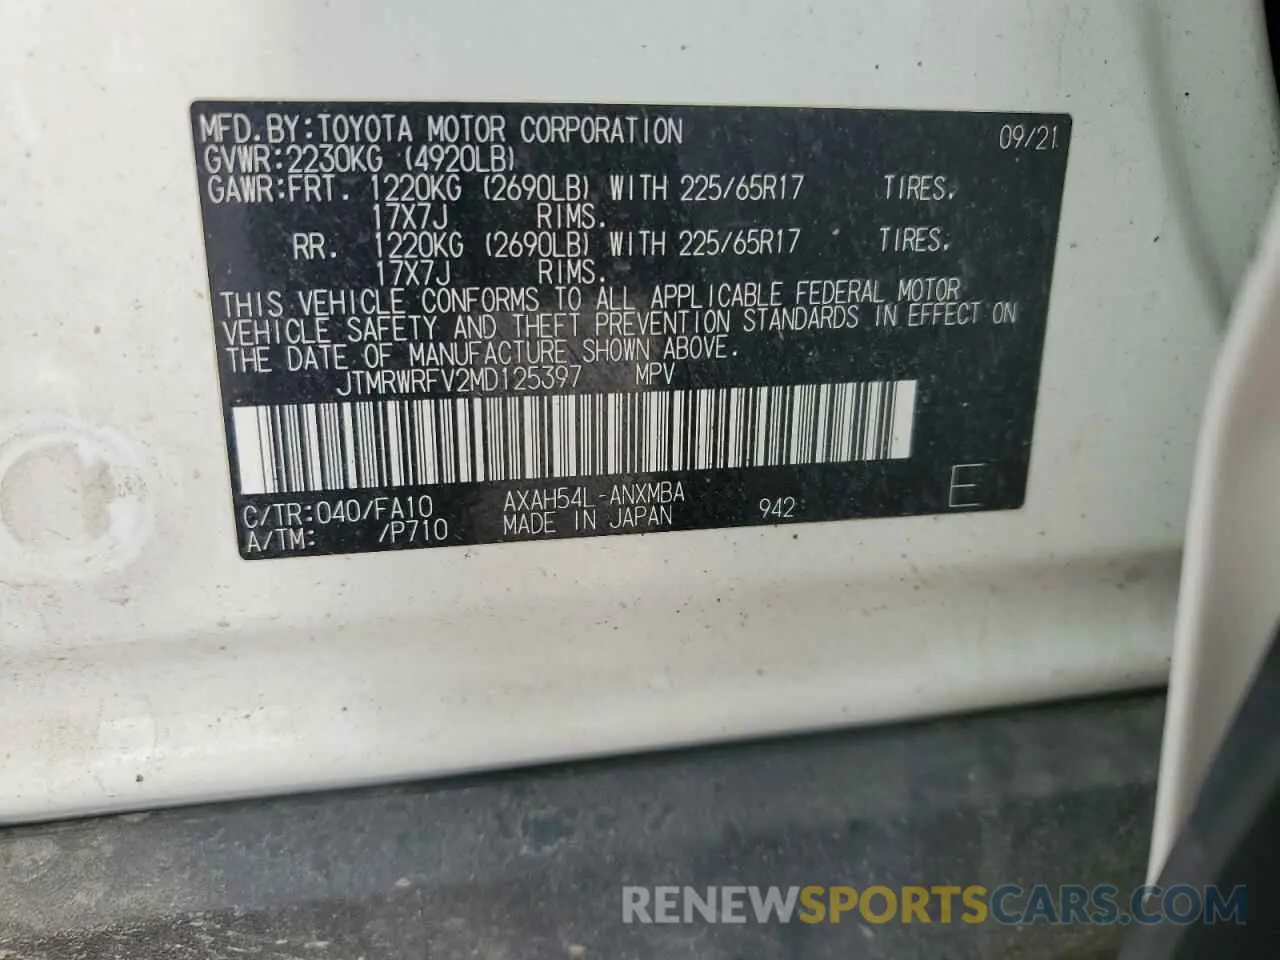 MFD.BY:TOYOTA MOTOR CORPORATION 09/21
GVWR:2230KG (4920LB)
GAWR:FRT. 1220KG (2690LB) WITH 225/65R17 TIRES.
17X7J RIMS.
RR. 1220KG (2690LB) WITH 225/65R17 TIRES.
17X7J RIMS.
THIS VEHICLE CONFORMS TO ALL APPLICABLE FEDERAL MOTOR
VEHICLE SAFETY AND THEFT PREVENTION STANDARDS IN EFFECT ON
THE DATE OF MANUFACTURE SHOWN ABOVE.
JTMRWRFV2MD125397 MPV
C/TR:040/FA10 AXAH54L-ANXMBA 942 E
A/TM: /P710 MADE IN JAPAN
RENEWSPORTSCARS.COM